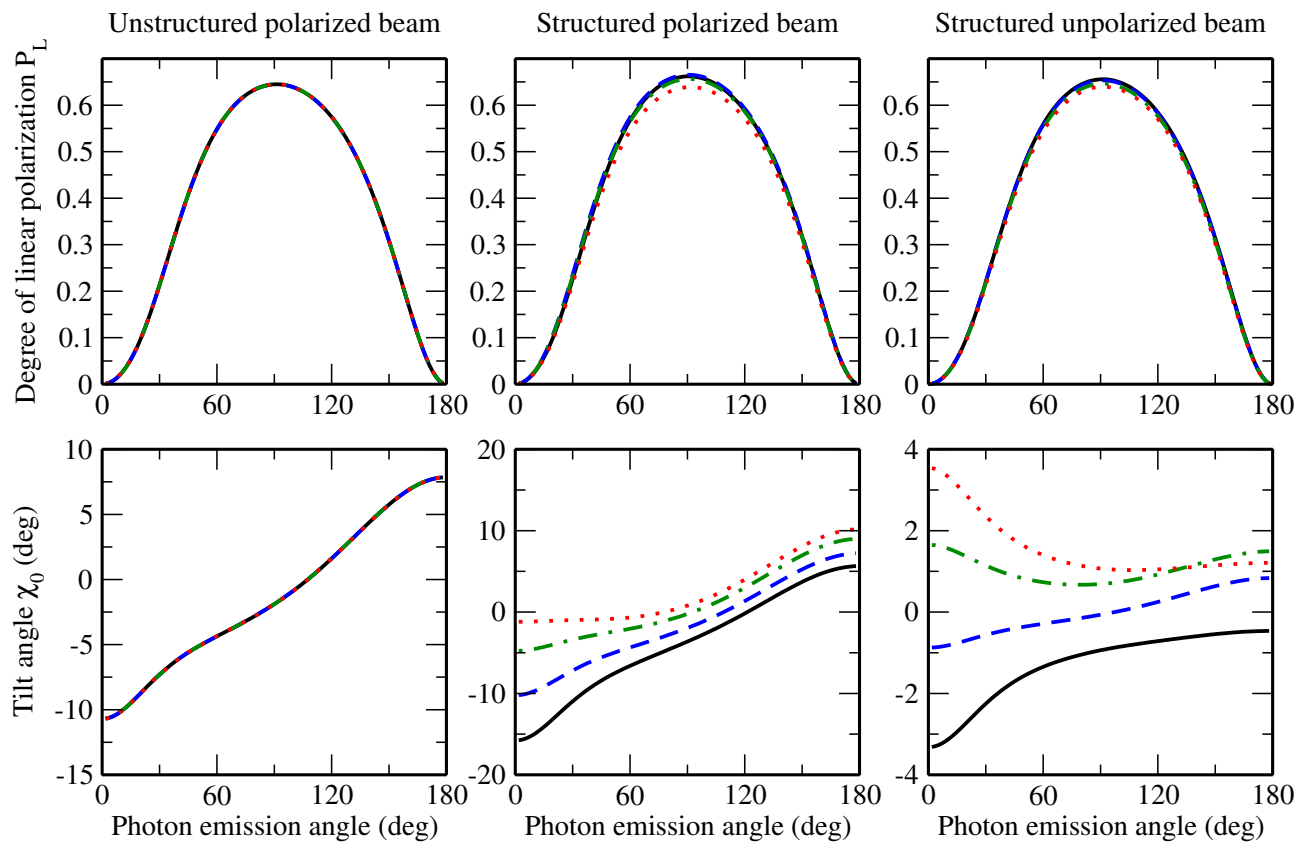 Unstructured polarized beam
Structured polarized beam
Structured unpolarized beam
Degree of linear polarization P_L
0.6
0.5
0.4
0.3
0.2
0.1
0
0 60 120 180
0.6
0.5
0.4
0.3
0.2
0.1
0
0 60 120 180
0.6
0.5
0.4
0.3
0.2
0.1
0
0 60 120 180
Tilt angle χ_0 (deg)
10
5
0
-5
-10
-15
0 60 120 180
Photon emission angle (deg)
20
10
0
-10
-20
0 60 120 180
Photon emission angle (deg)
4
2
0
-2
-4
0 60 120 180
Photon emission angle (deg)